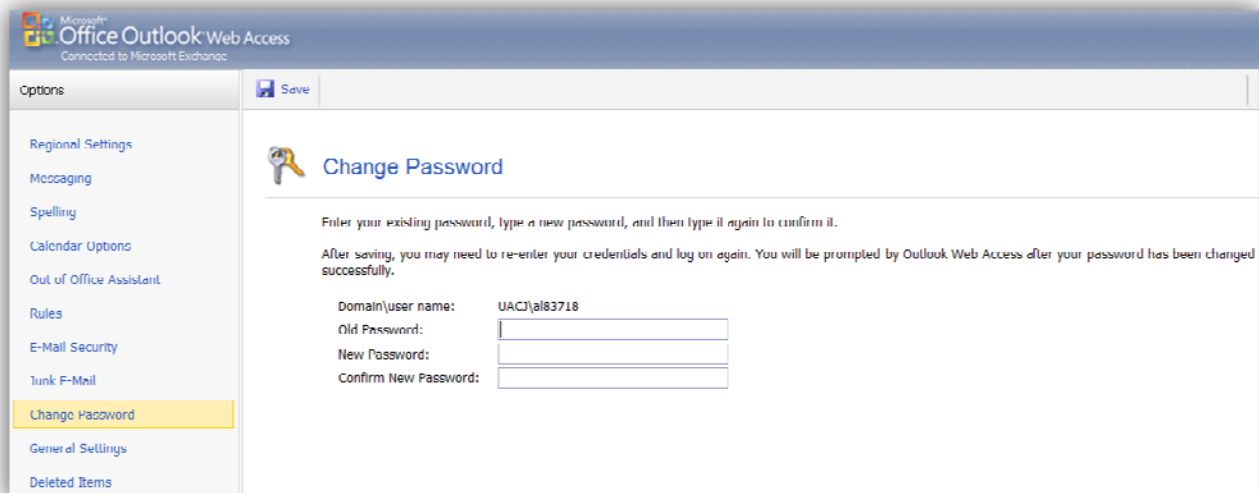 Microsoft®
Office Outlook® Web Access
Connected to Microsoft Exchange
Options
Save
Regional Settings
Messaging
Spelling
Calendar Options
Out of Office Assistant
Rules
E-Mail Security
Junk E-Mail
Change Password
General Settings
Deleted Items
Change Password
Enter your existing password, type a new password, and then type it again to confirm it.
After saving, you may need to re-enter your credentials and log on again. You will be prompted by Outlook Web Access after your password has been changed
successfully.
Domain\user name: UACJ\al83718
Old Password:
New Password:
Confirm New Password: